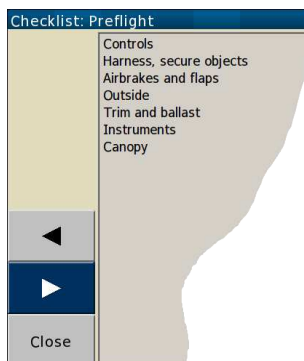 Checklist: Preflight
Controls
Harness, secure objects
Airbrakes and flaps
Outside
Trim and ballast
Instruments
Canopy
Close